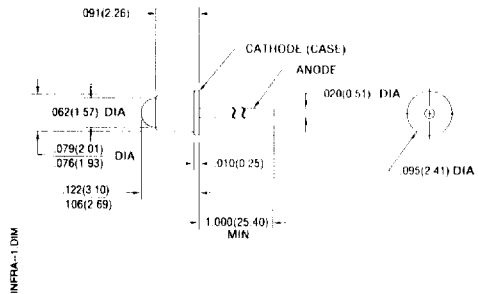 .091(2.26)
CATHODE (CASE)
ANODE
.020(0.51) DIA
.062(1.57) DIA
.079(2.01)
.076(1.93)
DIA
.010(0.25)
.095(2.41) DIA
.122(3.10)
.106(2.69)
1.000(25.40)
MIN
INFRA--1 DIM